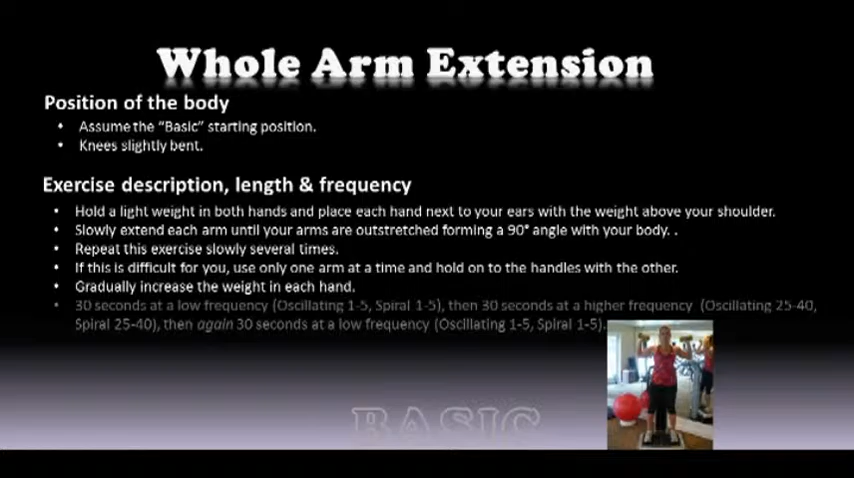 Whole Arm Extension
Position of the body
• Assume the “Basic” starting position.
• Knees slightly bent.
Exercise description, length & frequency
• Hold a light weight in both hands and place each hand next to your ears with the weight above your shoulder.
• Slowly extend each arm until your arms are outstretched forming a 90° angle with your body. .
• Repeat this exercise slowly several times.
• If this is difficult for you, use only one arm at a time and hold on to the handles with the other.
• Gradually increase the weight in each hand.
• 30 seconds at a low frequency (Oscillating 1-5, Spiral 1-5), then 30 seconds at a higher frequency (Oscillating 25-40,
Spiral 25-40), then again 30 seconds at a low frequency (Oscillating 1-5, Spiral 1-5).
BASIC